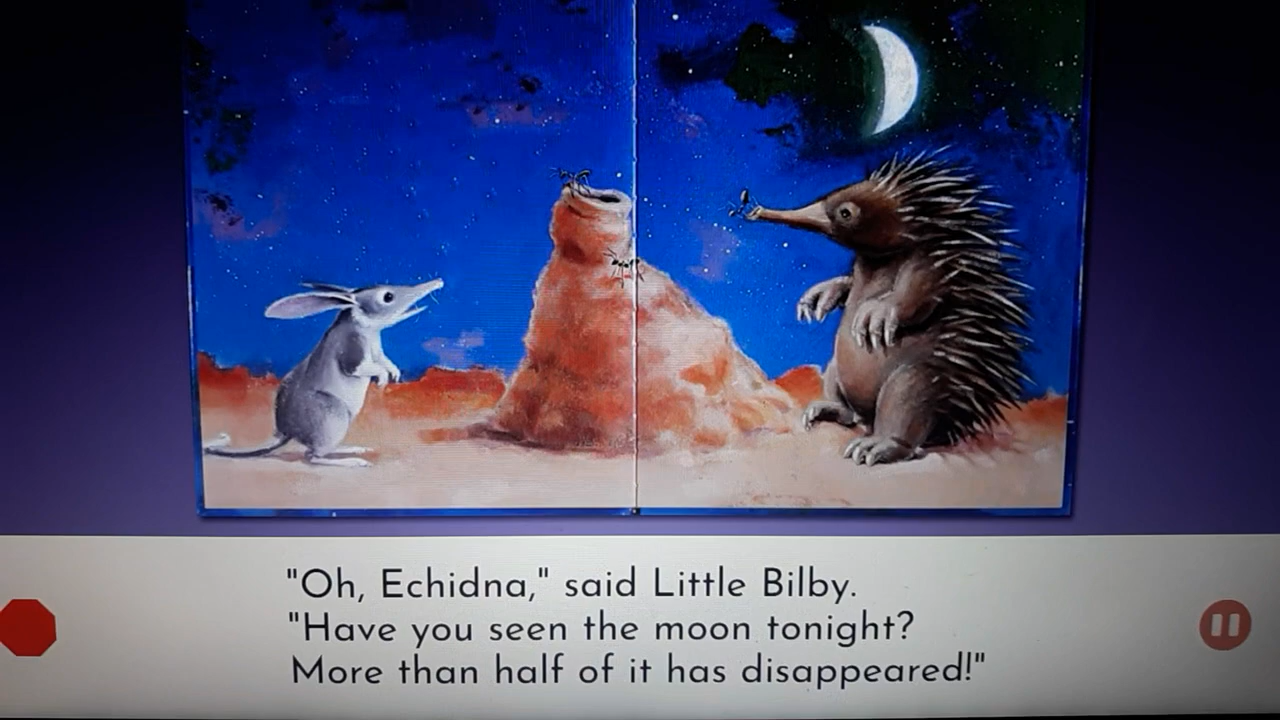 "Oh, Echidna," said Little Bilby.
"Have you seen the moon tonight?
More than half of it has disappeared!"